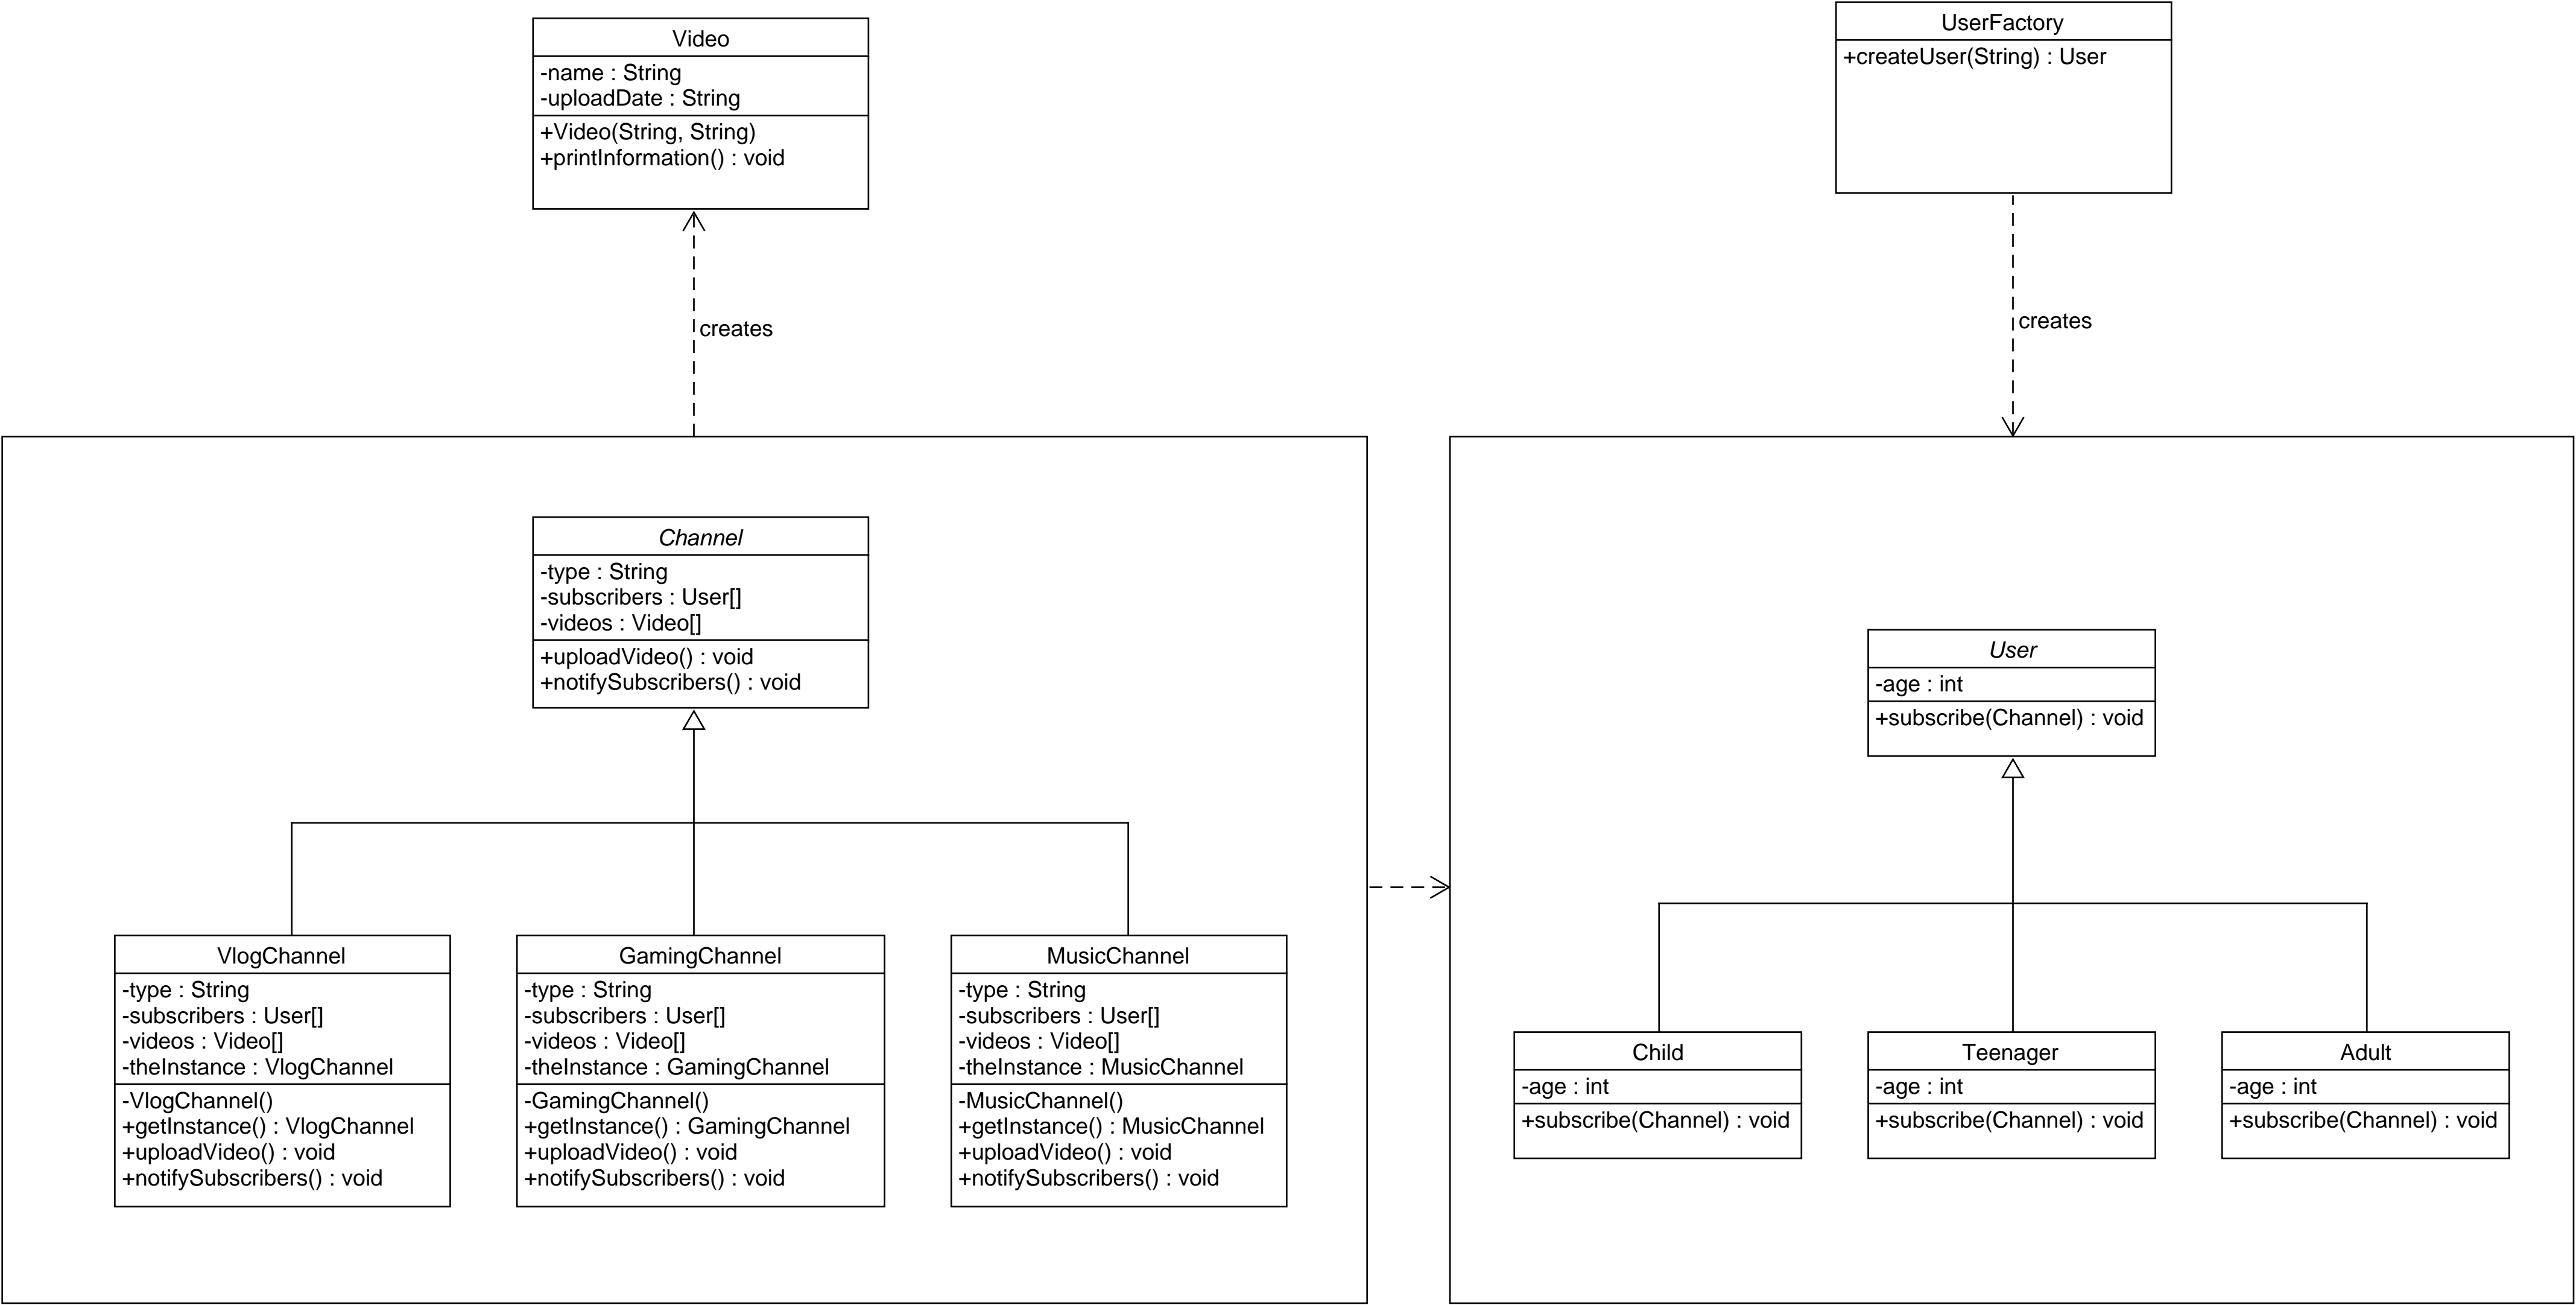 Video
-name : String
-uploadDate : String
+Video(String, String)
+printInformation() : void
UserFactory
+createUser(String) : User
creates
creates
Channel
-type : String
-subscribers : User[]
-videos : Video[]
+uploadVideo() : void
+notifySubscribers() : void
VlogChannel
-type : String
-subscribers : User[]
-videos : Video[]
-theInstance : VlogChannel
-VlogChannel()
+getInstance() : VlogChannel
+uploadVideo() : void
+notifySubscribers() : void
GamingChannel
-type : String
-subscribers : User[]
-videos : Video[]
-theInstance : GamingChannel
-GamingChannel()
+getInstance() : GamingChannel
+uploadVideo() : void
+notifySubscribers() : void
MusicChannel
-type : String
-subscribers : User[]
-videos : Video[]
-theInstance : MusicChannel
-MusicChannel()
+getInstance() : MusicChannel
+uploadVideo() : void
+notifySubscribers() : void
User
-age : int
+subscribe(Channel) : void
Child
-age : int
+subscribe(Channel) : void
Teenager
-age : int
+subscribe(Channel) : void
Adult
-age : int
+subscribe(Channel) : void